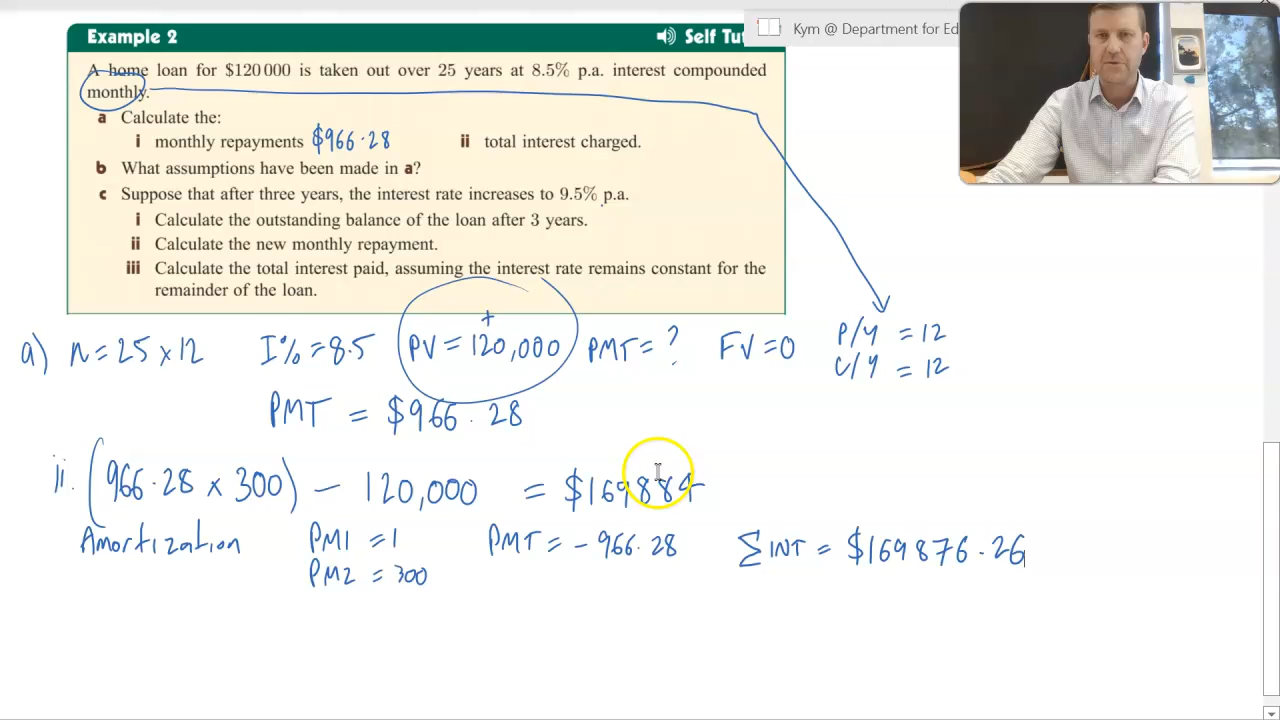 Example 2
Self Tu
Kym @ Department for Ed
A home loan for $120 000 is taken out over 25 years at 8.5% p.a. interest compounded
monthly.
a Calculate the:
i monthly repayments $966.28 ii total interest charged.
b What assumptions have been made in a?
c Suppose that after three years, the interest rate increases to 9.5% p.a.
i Calculate the outstanding balance of the loan after 3 years.
ii Calculate the new monthly repayment.
iii Calculate the total interest paid, assuming the interest rate remains constant for the
remainder of the loan.
+
a) n = 25 × 12 I% = 8.5 PV = 120,000 PMT = ? FV = 0 P/Y = 12
C/Y = 12
PMT = $966.28
ii. (966.28 × 300) - 120,000 = $169884
Amortization PM1 = 1 PMT = -966.28 ΣINT = $169876.26
PM2 = 300